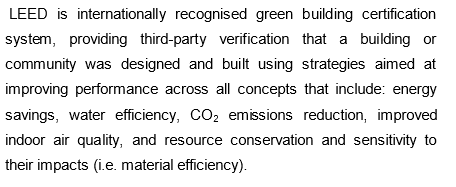 LEED is internationally recognised green building certification
system, providing third-party verification that a building or
community was designed and built using strategies aimed at
improving performance across all concepts that include: energy
savings, water efficiency, CO₂ emissions reduction, improved
indoor air quality, and resource conservation and sensitivity to
their impacts (i.e. material efficiency).